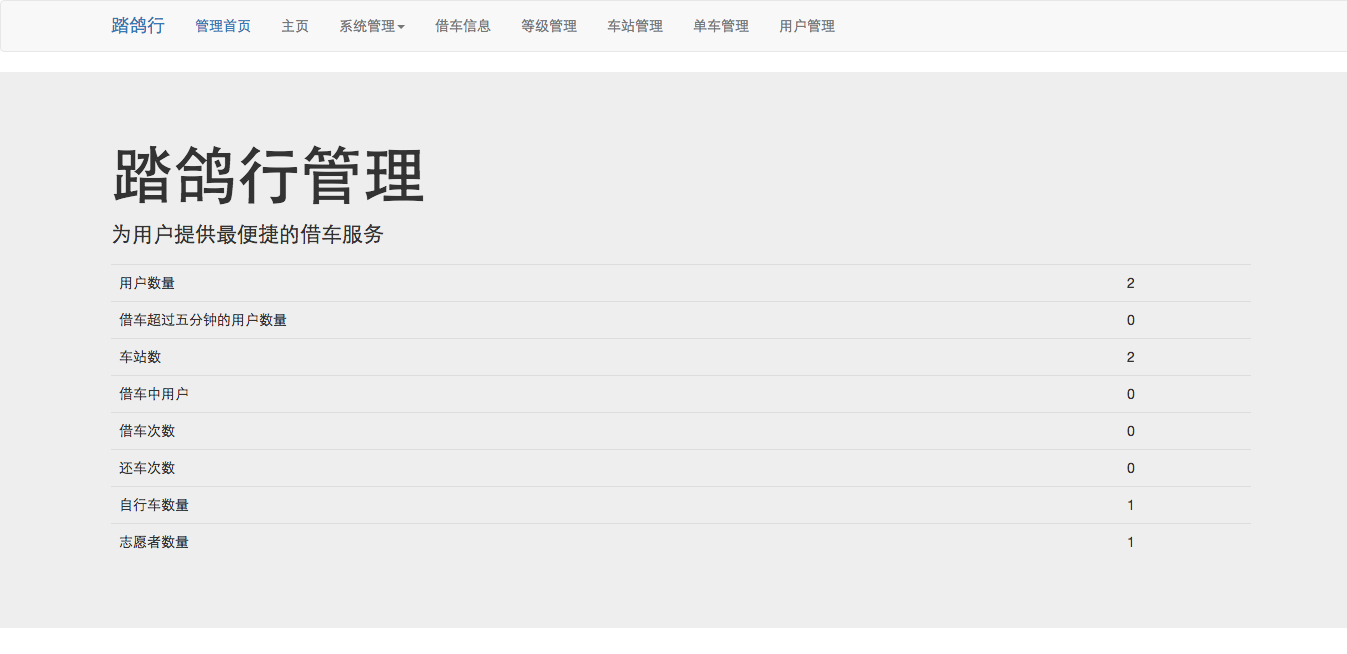 踏鸽行 管理首页 主页 系统管理 借车信息 等级管理 车站管理 单车管理 用户管理
踏鸽行管理
为用户提供最便捷的借车服务
用户数量 2
借车超过五分钟的用户数量 0
车站数 2
借车中用户 0
借车次数 0
还车次数 0
自行车数量 1
志愿者数量 1